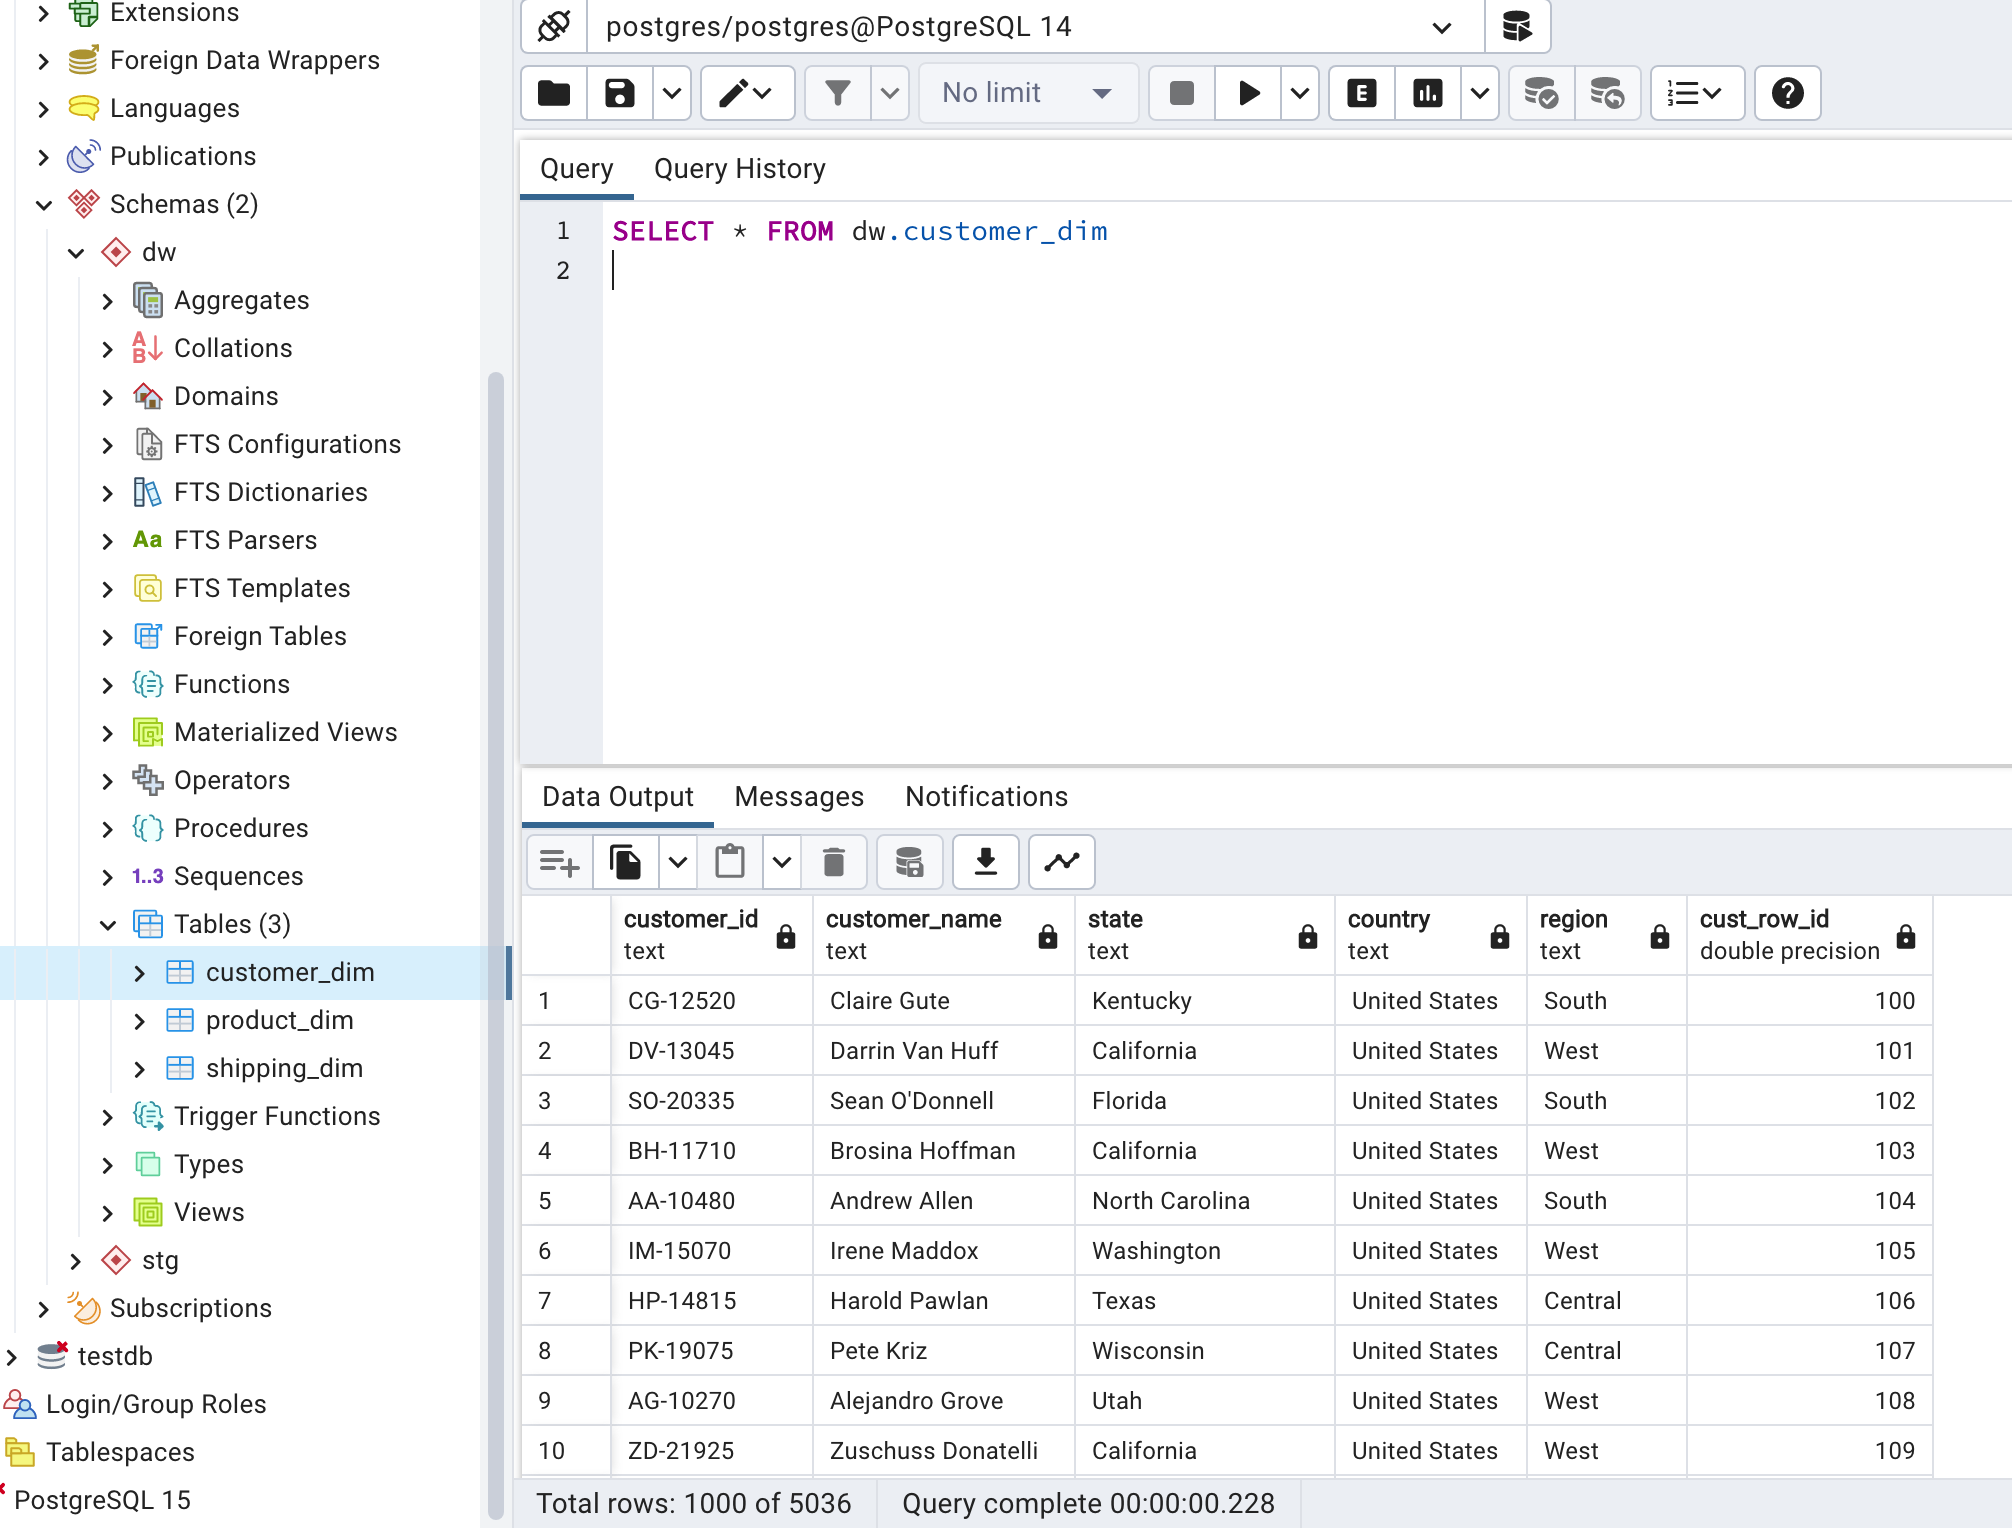 Extensions
Foreign Data Wrappers
Languages
Publications
Schemas (2)
dw
Aggregates
Collations
Domains
FTS Configurations
FTS Dictionaries
Aa FTS Parsers
FTS Templates
Foreign Tables
Functions
Materialized Views
Operators
Procedures
1..3 Sequences
Tables (3)
customer_dim
product_dim
shipping_dim
Trigger Functions
Types
Views
stg
Subscriptions
testdb
Login/Group Roles
Tablespaces
PostgreSQL 15
postgres/postgres@PostgreSQL 14
No limit
E
Query Query History
1 SELECT * FROM dw.customer_dim
2
Data Output Messages Notifications
customer_id customer_name state country region cust_row_id
text text text text text double precision
1 CG-12520 Claire Gute Kentucky United States South 100
2 DV-13045 Darrin Van Huff California United States West 101
3 SO-20335 Sean O'Donnell Florida United States South 102
4 BH-11710 Brosina Hoffman California United States West 103
5 AA-10480 Andrew Allen North Carolina United States South 104
6 IM-15070 Irene Maddox Washington United States West 105
7 HP-14815 Harold Pawlan Texas United States Central 106
8 PK-19075 Pete Kriz Wisconsin United States Central 107
9 AG-10270 Alejandro Grove Utah United States West 108
10 ZD-21925 Zuschuss Donatelli California United States West 109
Total rows: 1000 of 5036 Query complete 00:00:00.228